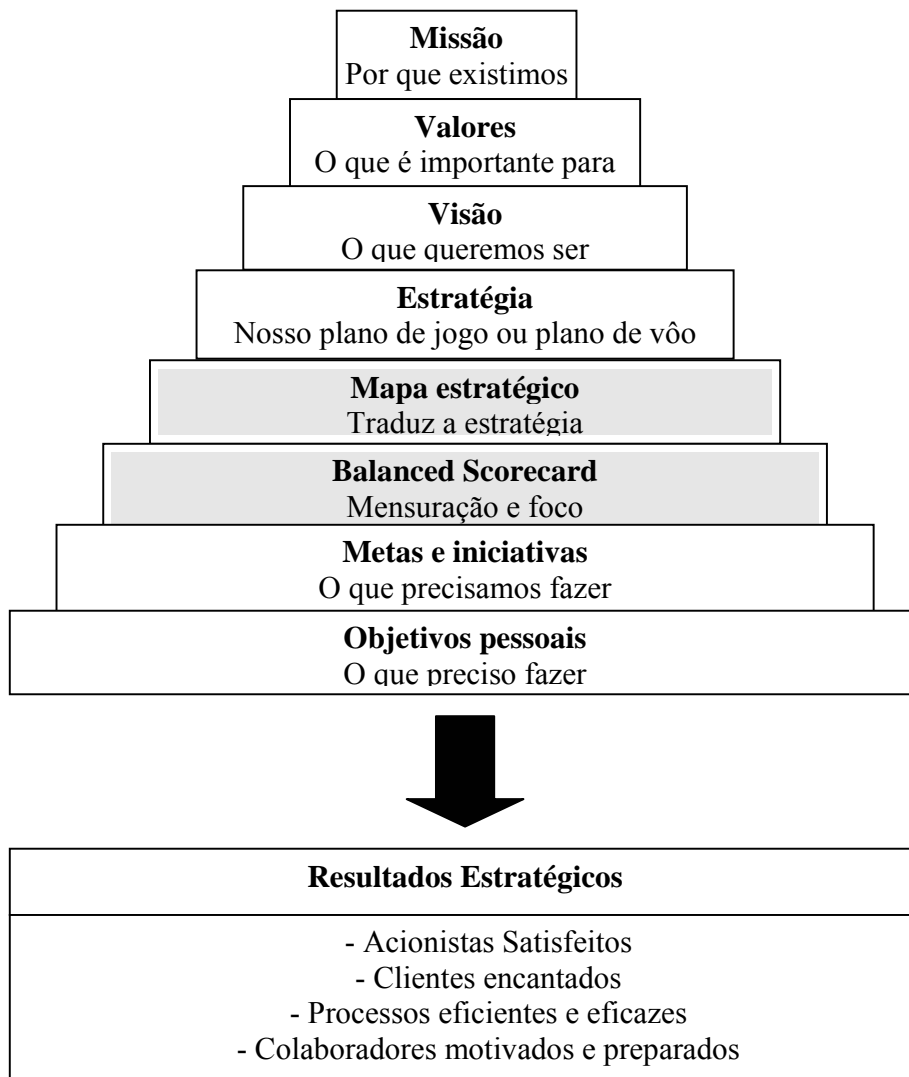 Missão
Por que existimos
Valores
O que é importante para
Visão
O que queremos ser
Estratégia
Nosso plano de jogo ou plano de vôo
Mapa estratégico
Traduz a estratégia
Balanced Scorecard
Mensuração e foco
Metas e iniciativas
O que precisamos fazer
Objetivos pessoais
O que preciso fazer
Resultados Estratégicos
- Acionistas Satisfeitos
- Clientes encantados
- Processos eficientes e eficazes
- Colaboradores motivados e preparados